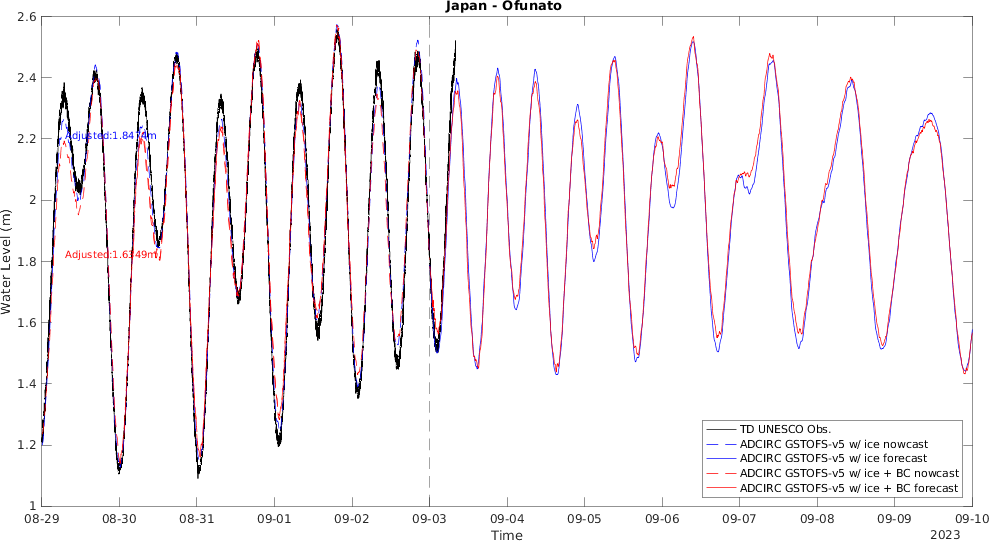 Japan - Ofunato
2.6
2.4
2.2
2
1.8
1.6
1.4
1.2
1
Water Level (m)
Adjusted:1.8474m
Adjusted:1.6349m
TD UNESCO Obs.
ADCIRC GSTOFS-v5 w/ ice nowcast
ADCIRC GSTOFS-v5 w/ ice forecast
ADCIRC GSTOFS-v5 w/ ice + BC nowcast
ADCIRC GSTOFS-v5 w/ ice + BC forecast
08-29 08-30 08-31 09-01 09-02 09-03 09-04 09-05 09-06 09-07 09-08 09-09 09-10
Time
2023